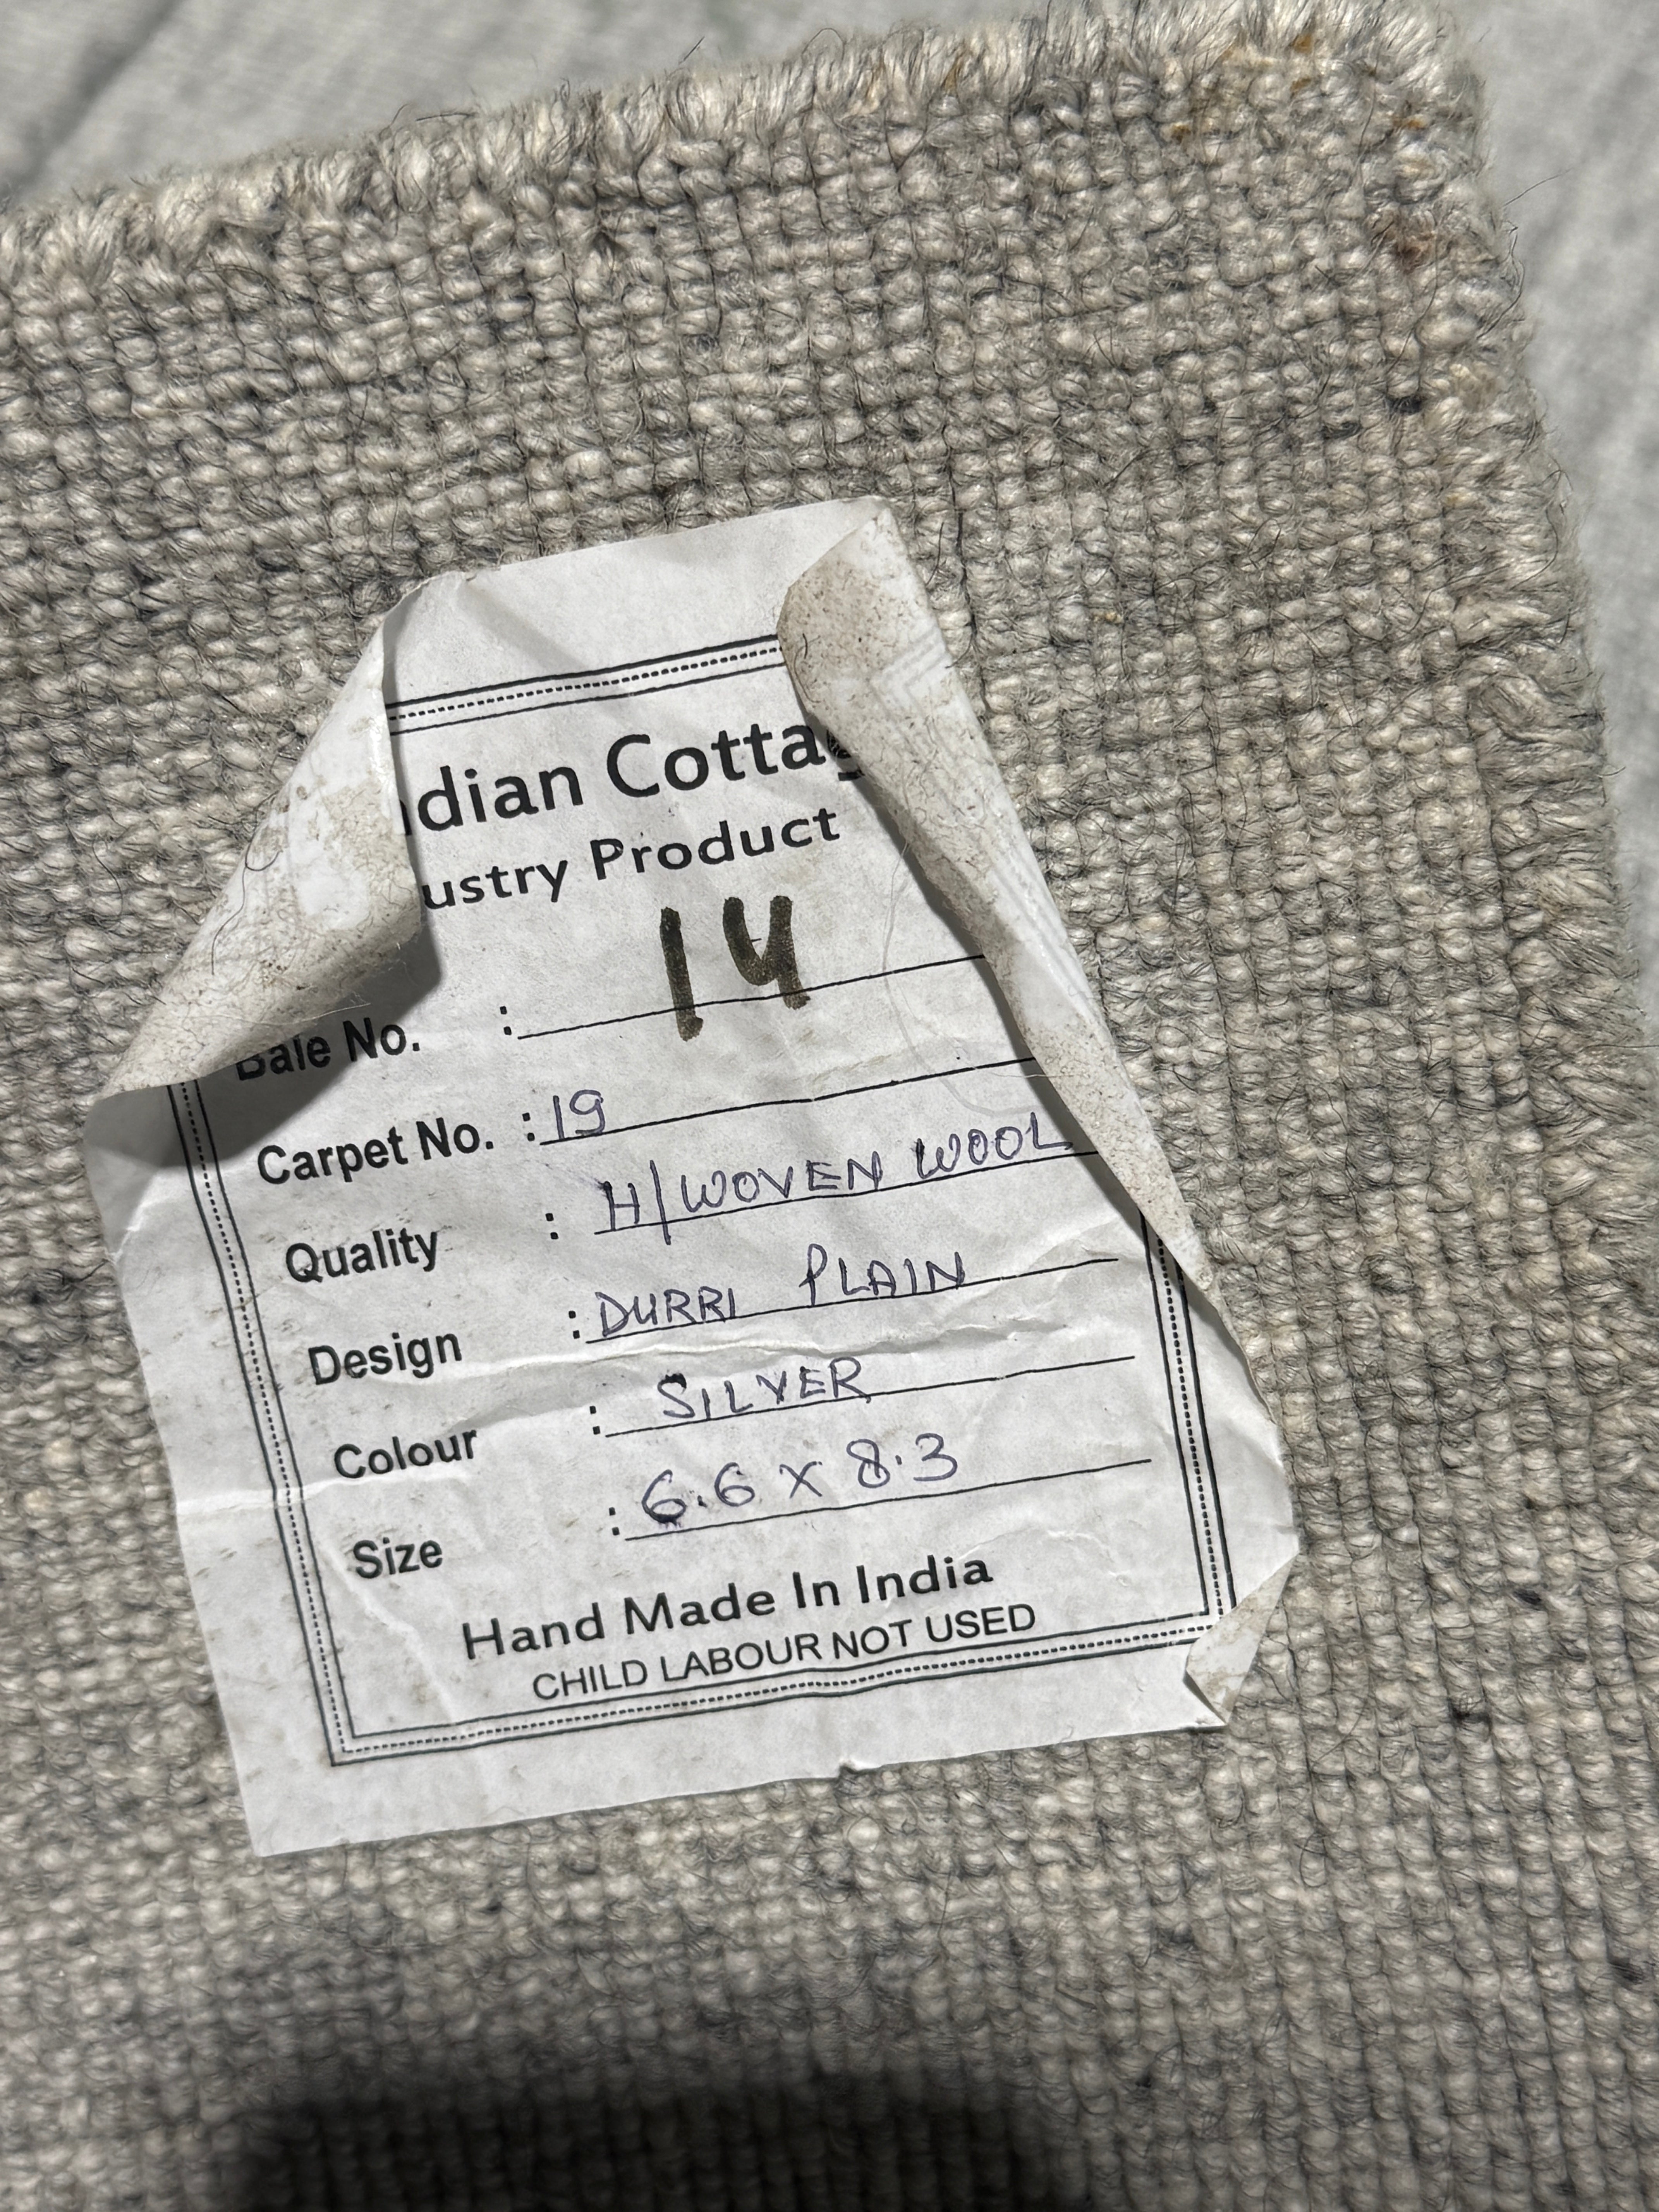 ndian Cottag
ustry Product
Bale No. : 14
Carpet No. : 19
Quality : H/WOVEN WOOL
Design : DURRI PLAIN
Colour : SILVER
Size : 6.6 x 8.3
Hand Made In India
CHILD LABOUR NOT USED